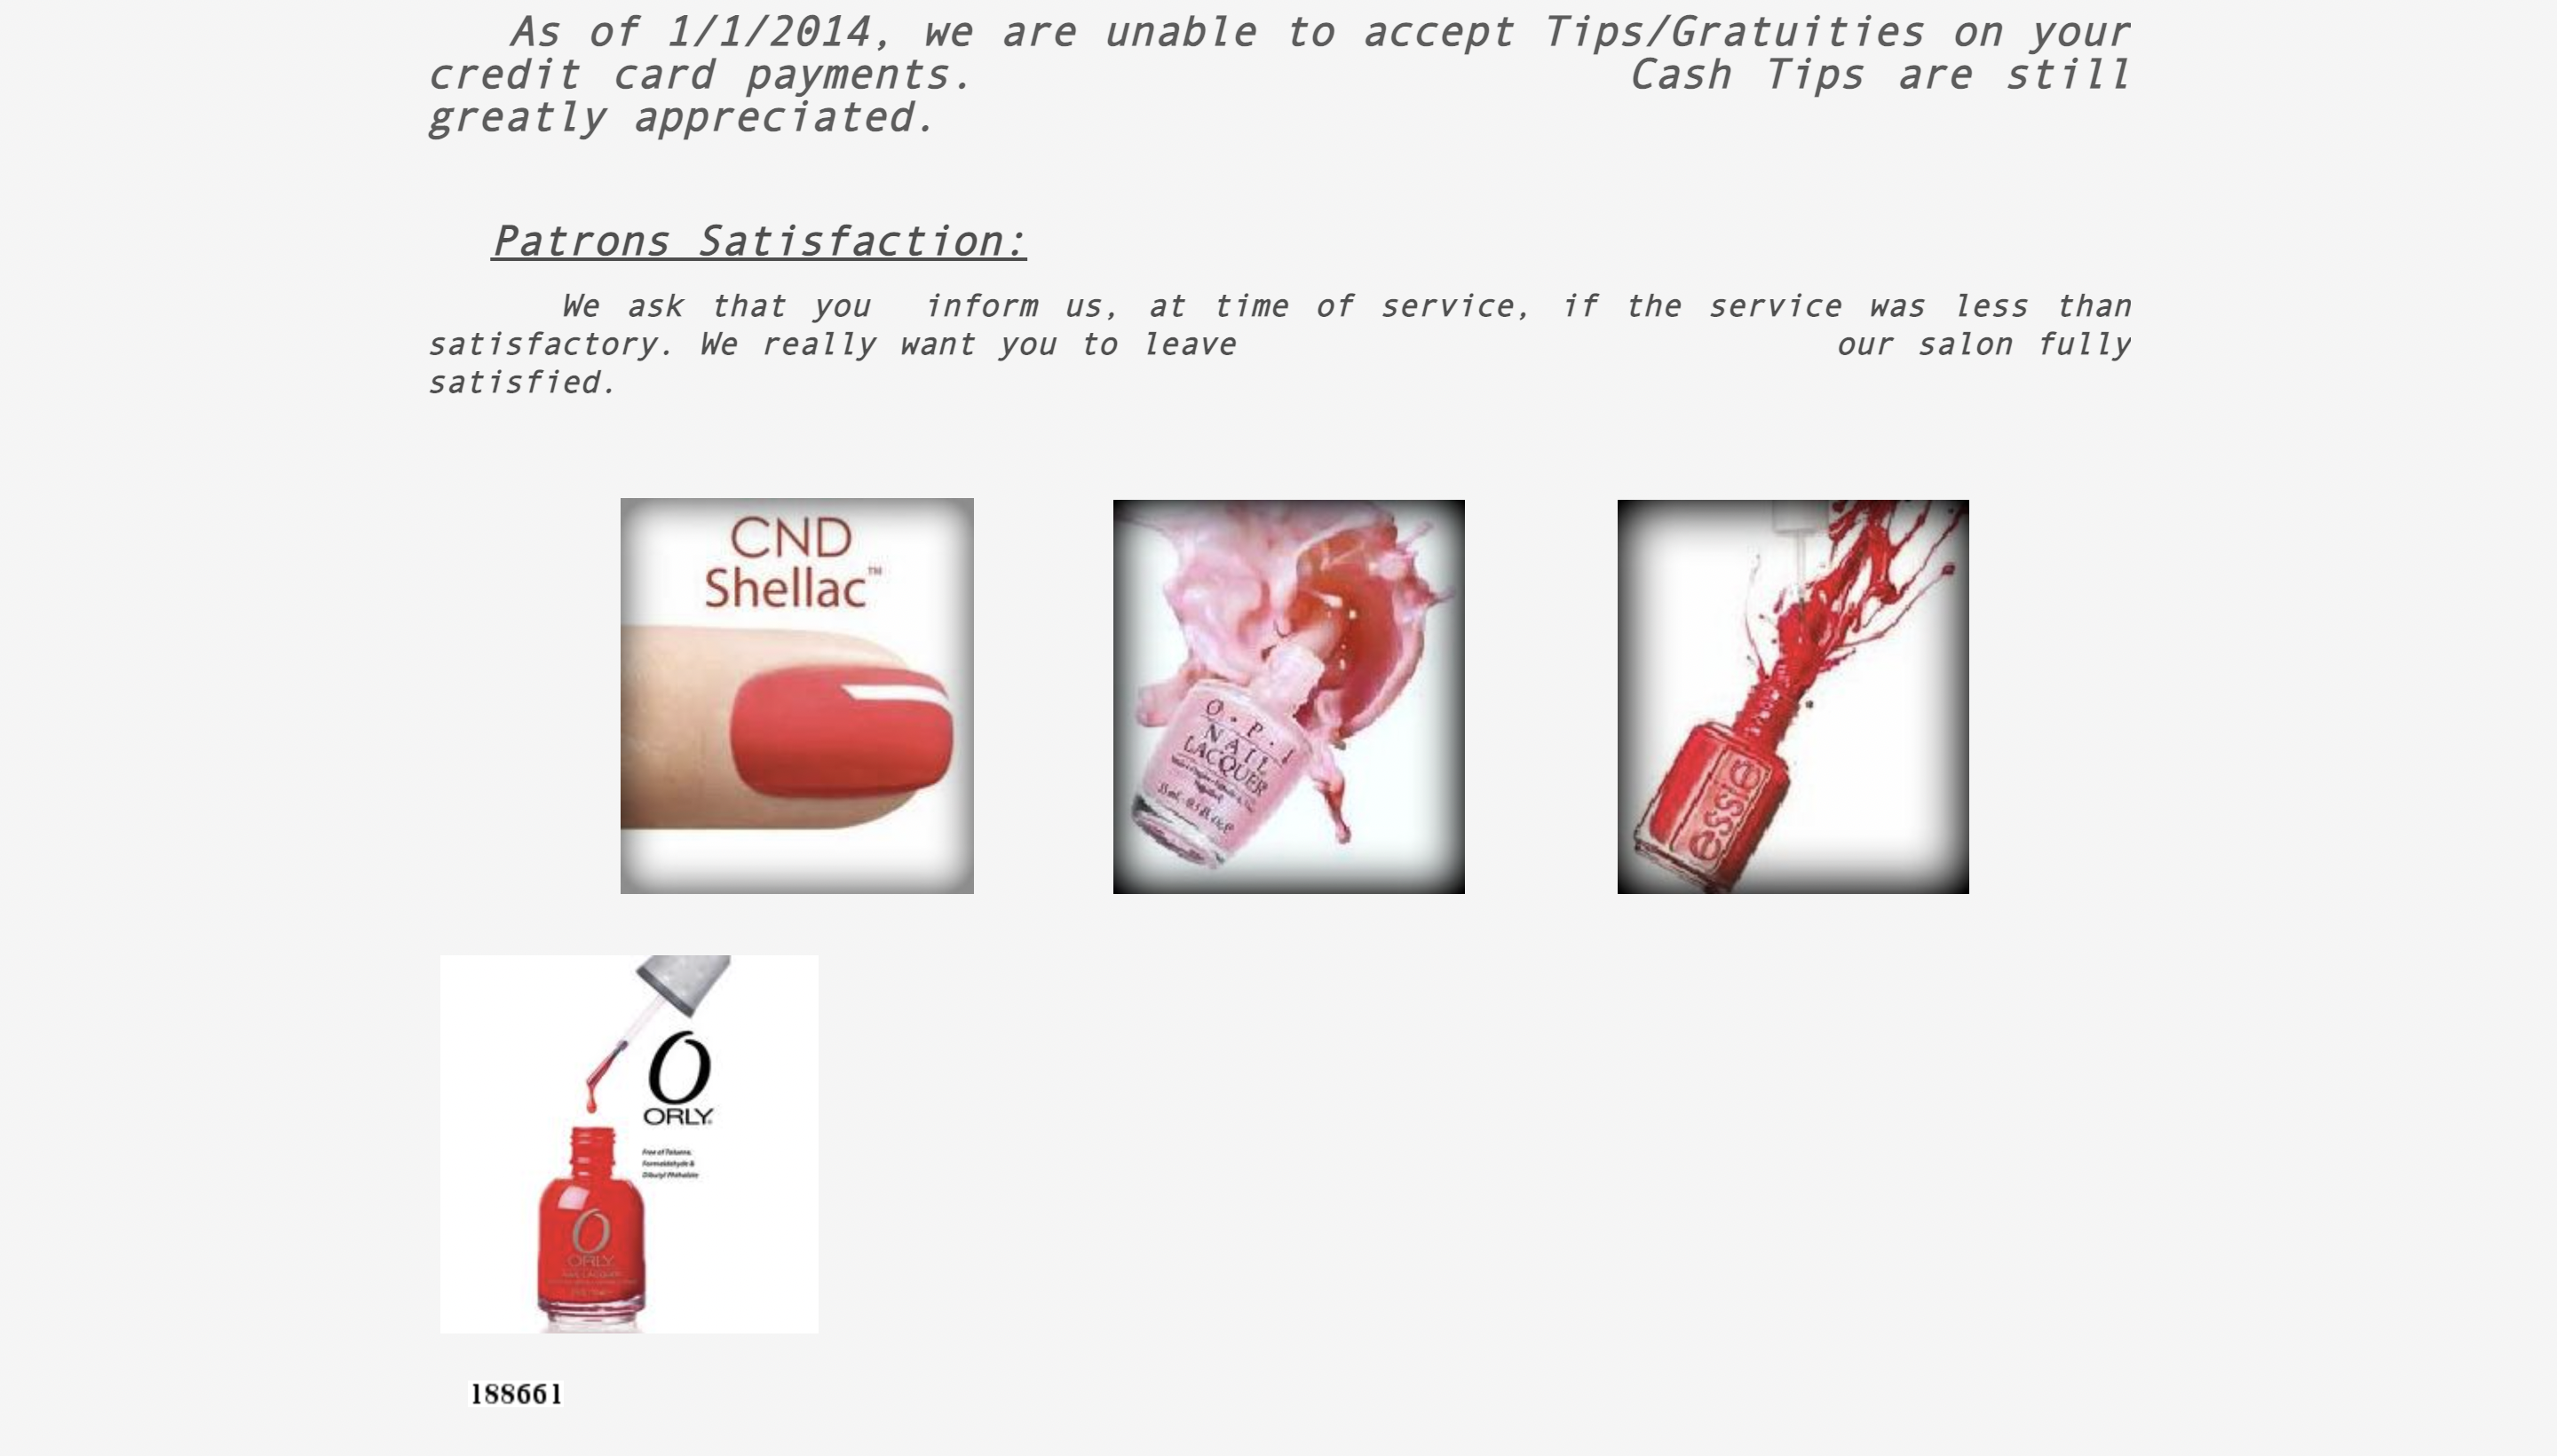 As of 1/1/2014, we are unable to accept Tips/Gratuities on your
credit card payments. Cash Tips are still
greatly appreciated.
Patrons Satisfaction:
We ask that you inform us, at time of service, if the service was less than
satisfactory. We really want you to leave our salon fully
satisfied.
CND
Shellac™
O·P·I
NAIL
LACQUER
essie
O
ORLY
Free of Toluene,
Formaldehyde &
Dibutyl Phthalate
O
ORLY
NAIL LACQUER
188661